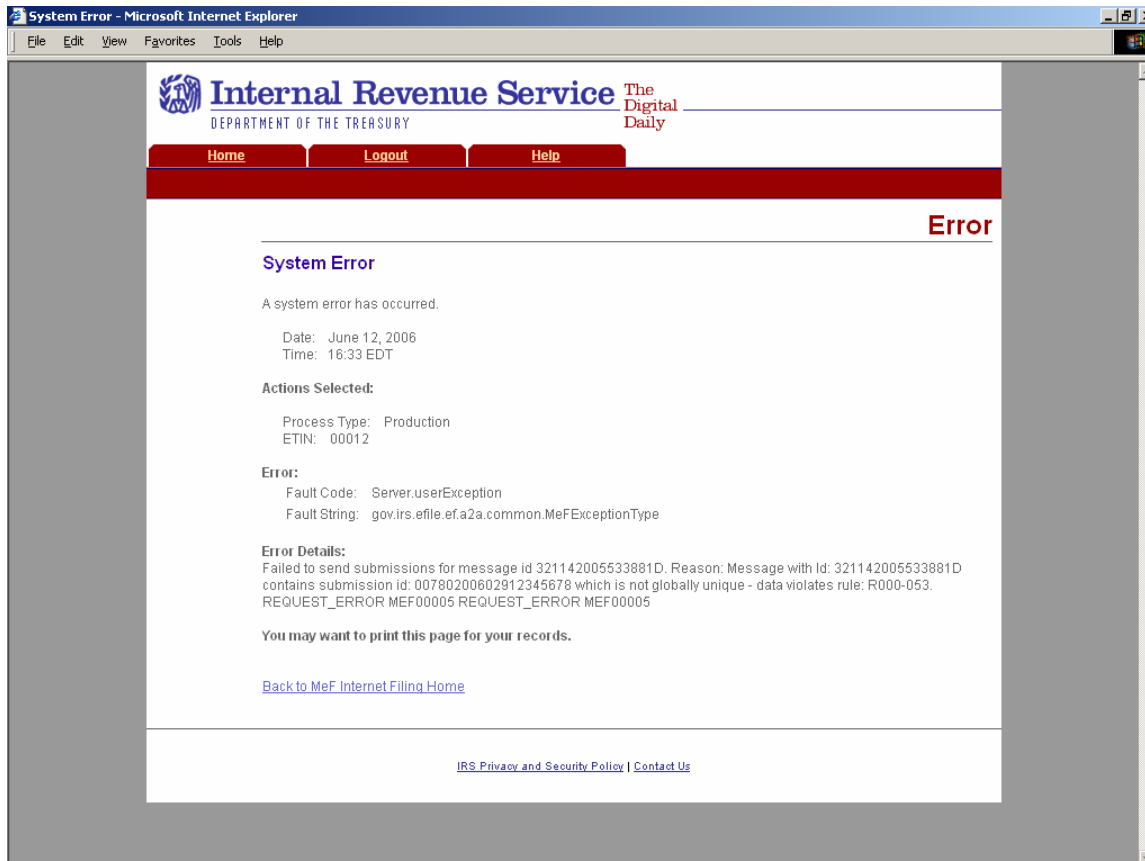 System Error - Microsoft Internet Explorer
File Edit View Favorites Tools Help
Internal Revenue Service
DEPARTMENT OF THE TREASURY
The
Digital
Daily
Home Logout Help
Error
System Error
A system error has occurred.
Date: June 12, 2006
Time: 16:33 EDT
Actions Selected:
Process Type: Production
ETIN: 00012
Error:
Fault Code: Server.userException
Fault String: gov.irs.efile.ef.a2a.common.MeFExceptionType
Error Details:
Failed to send submissions for message id 321142005533881D. Reason: Message with Id: 321142005533881D
contains submission id: 00780200602912345678 which is not globally unique - data violates rule: R000-053.
REQUEST_ERROR MEF00005 REQUEST_ERROR MEF00005
You may want to print this page for your records.
Back to MeF Internet Filing Home
IRS Privacy and Security Policy | Contact Us